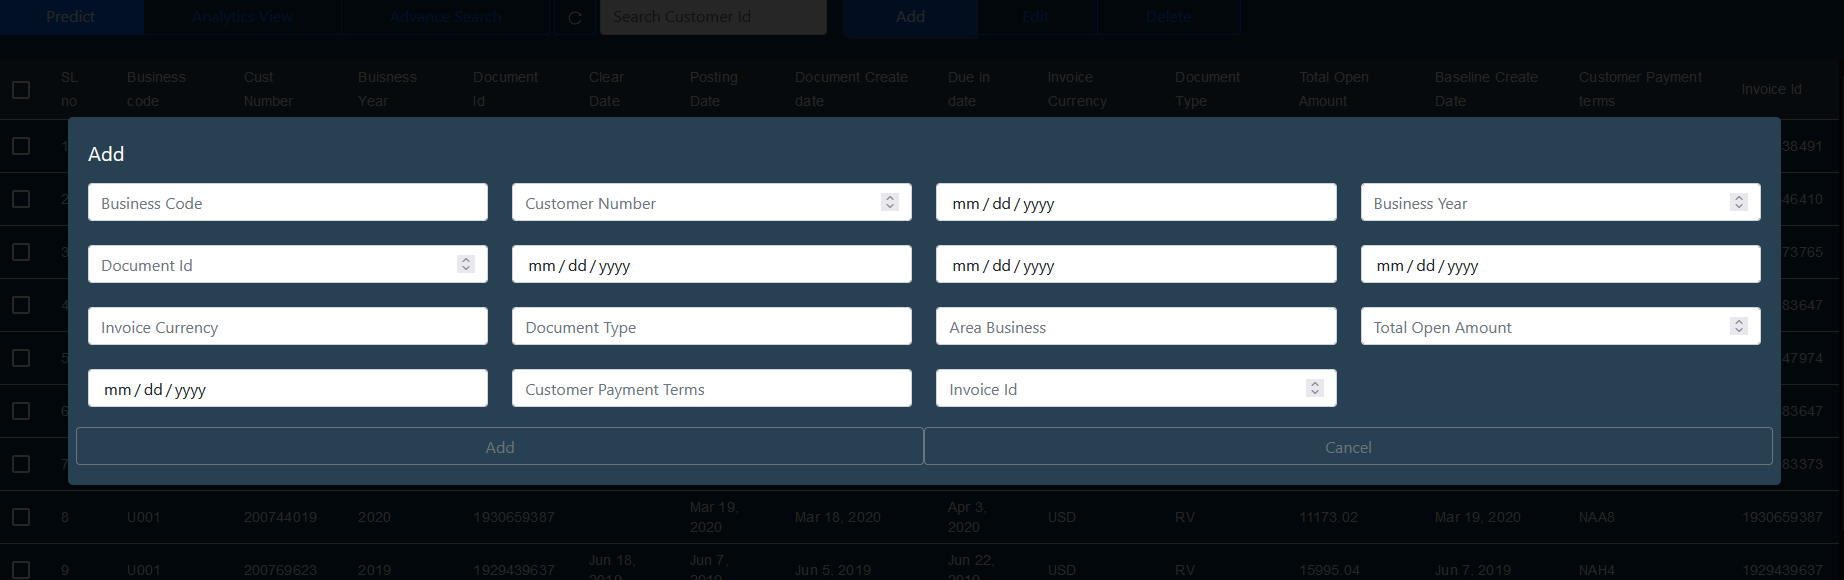 Predict Analytics View Advance Search Search Customer Id Add Edit Delete
SL no Business code Cust Number Buisness Year Document Id Clear Date Posting Date Document Create date Due in date Invoice Currency Document Type Total Open Amount Baseline Create Date Customer Payment terms Invoice Id
Add
Business Code Customer Number mm / dd / yyyy Business Year
Document Id mm / dd / yyyy mm / dd / yyyy mm / dd / yyyy
Invoice Currency Document Type Area Business Total Open Amount
mm / dd / yyyy Customer Payment Terms Invoice Id
Add Cancel
1 38491
2 46410
3 73765
4 83647
5 47974
6 83647
7 83373
8 U001 200744019 2020 1930659387 Mar 19, 2020 Mar 18, 2020 Apr 3, 2020 USD RV 11173.02 Mar 19, 2020 NAA8 1930659387
9 U001 200769623 2019 1929439637 Jun 18, 2019 Jun 7, 2019 Jun 5, 2019 Jun 22, 2019 USD RV 15995.04 Jun 7, 2019 NAH4 1929439637